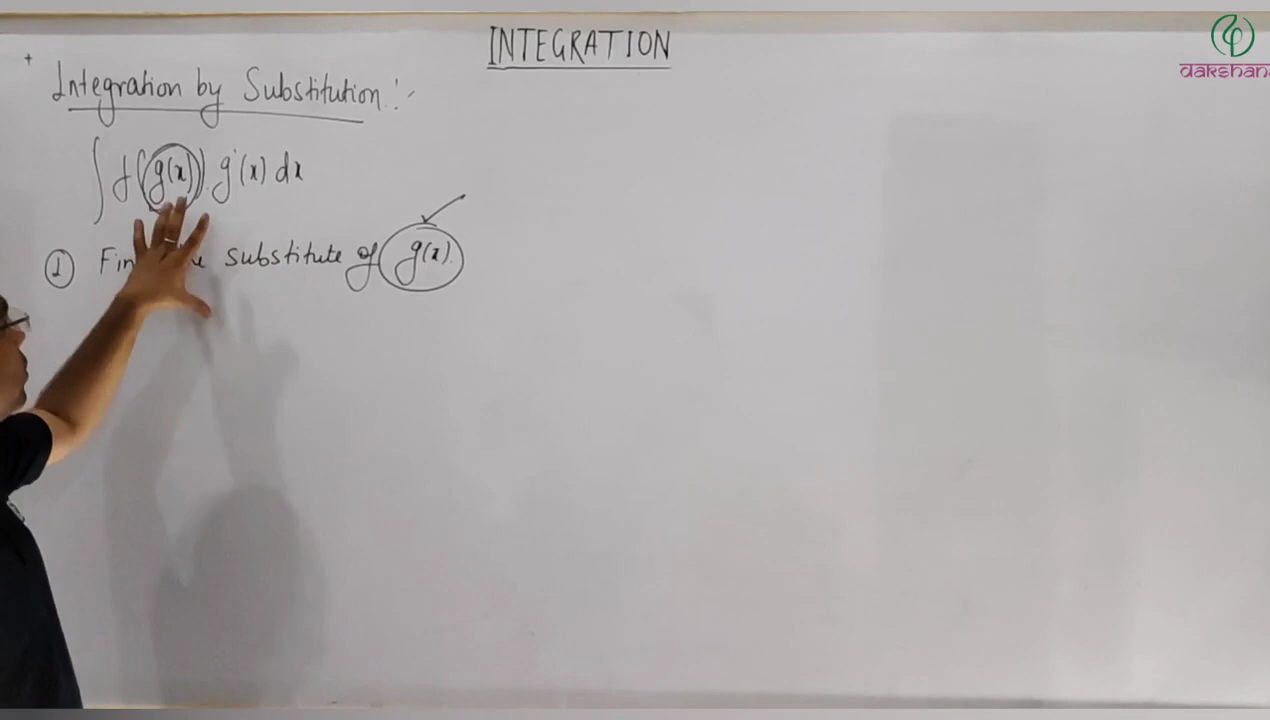 INTEGRATION
dakshana
Integration by Substitution :-
∫ f(g(x)). g'(x) dx
① Fin substitute of g(x).